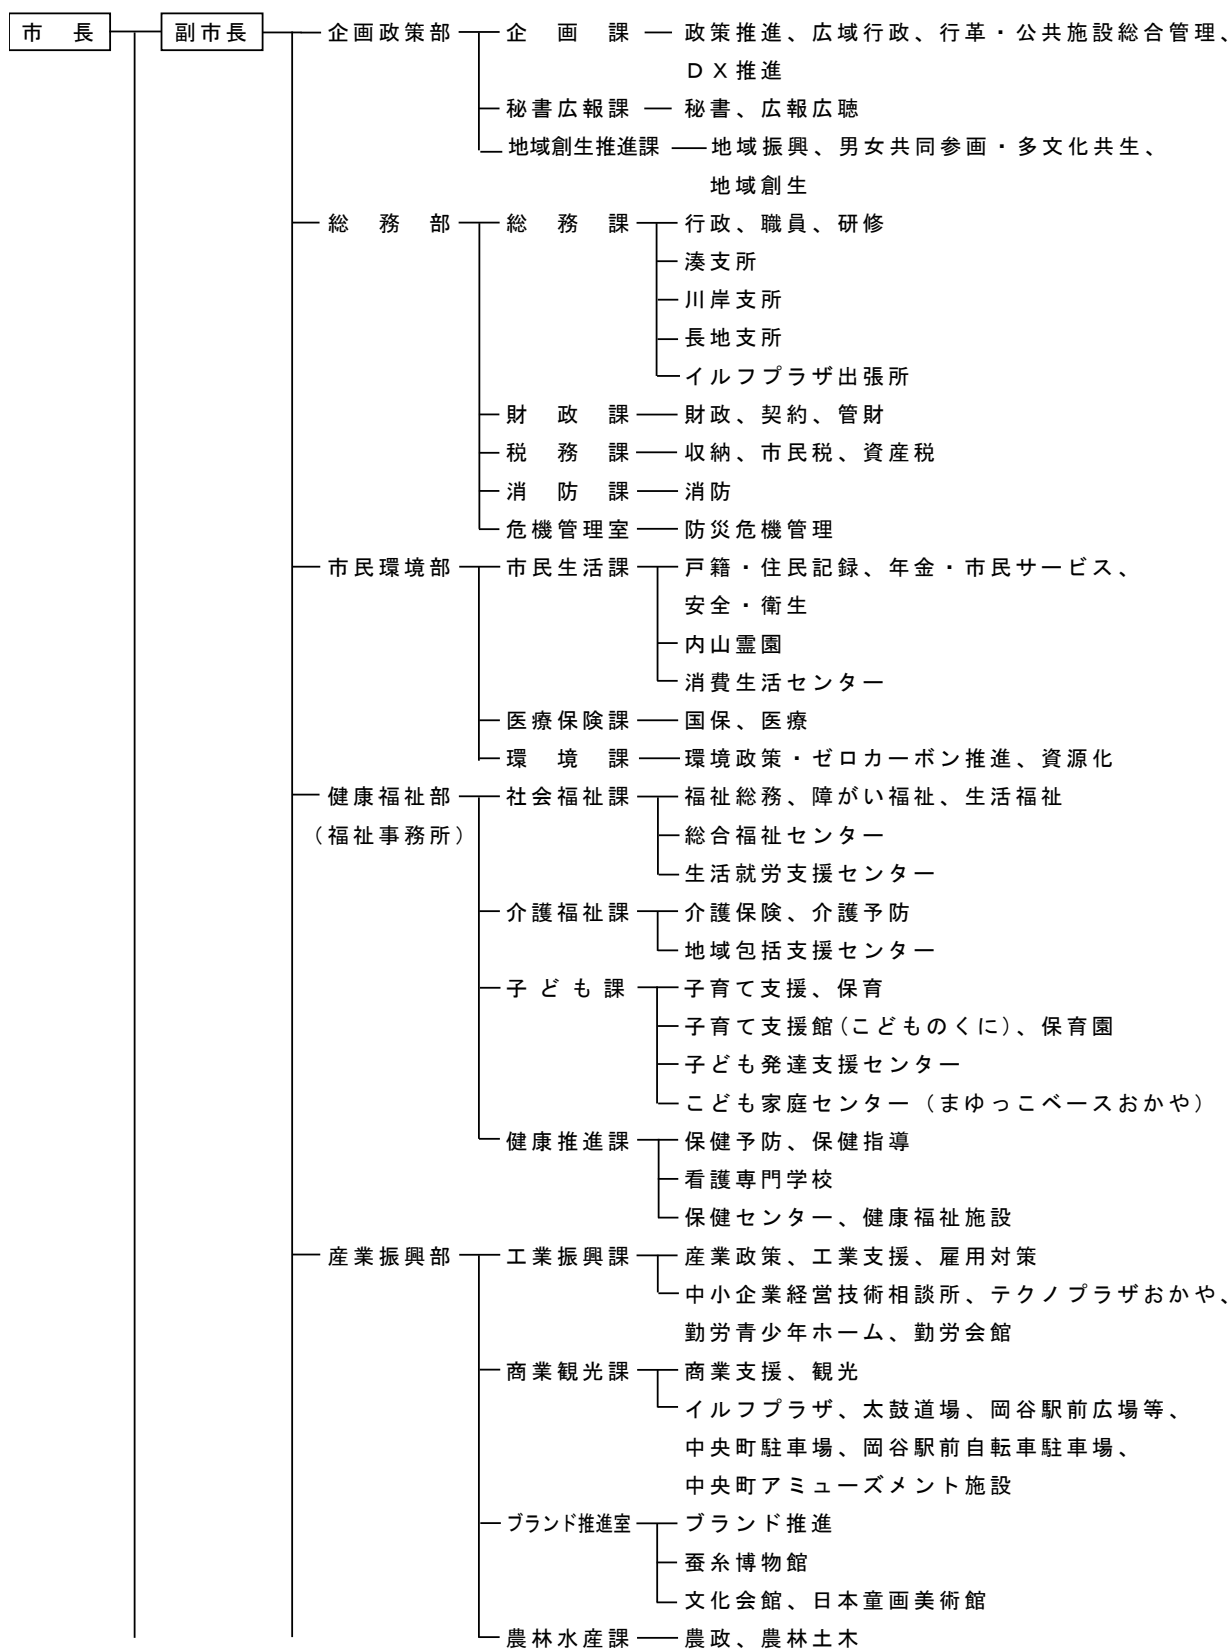 市長 副市長 企画政策部 企画課 政策推進、広域行政、行革・公共施設総合管理、
ＤＸ推進
秘書広報課 秘書、広報広聴
地域創生推進課 地域振興、男女共同参画・多文化共生、
地域創生
総務部 総務課 行政、職員、研修
湊支所
川岸支所
長地支所
イルフプラザ出張所
財政課 財政、契約、管財
税務課 収納、市民税、資産税
消防課 消防
危機管理室 防災危機管理
市民環境部 市民生活課 戸籍・住民記録、年金・市民サービス、
安全・衛生
内山霊園
消費生活センター
医療保険課 国保、医療
環境課 環境政策・ゼロカーボン推進、資源化
健康福祉部 社会福祉課 福祉総務、障がい福祉、生活福祉
（福祉事務所） 総合福祉センター
生活就労支援センター
介護福祉課 介護保険、介護予防
地域包括支援センター
子ども課 子育て支援、保育
子育て支援館(こどものくに)、保育園
子ども発達支援センター
こども家庭センター（まゆっこベースおかや）
健康推進課 保健予防、保健指導
看護専門学校
保健センター、健康福祉施設
産業振興部 工業振興課 産業政策、工業支援、雇用対策
中小企業経営技術相談所、テクノプラザおかや、
勤労青少年ホーム、勤労会館
商業観光課 商業支援、観光
イルフプラザ、太鼓道場、岡谷駅前広場等、
中央町駐車場、岡谷駅前自転車駐車場、
中央町アミューズメント施設
ブランド推進室 ブランド推進
蚕糸博物館
文化会館、日本童画美術館
農林水産課 農政、農林土木